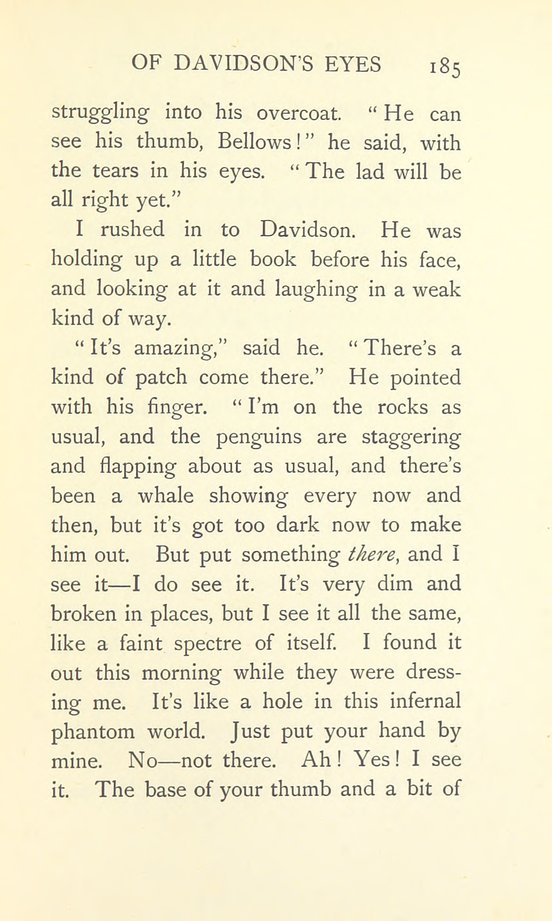 OF DAVIDSON'S EYES 185
struggling into his overcoat. “He can
see his thumb, Bellows!” he said, with
the tears in his eyes. “The lad will be
all right yet.”
I rushed in to Davidson. He was
holding up a little book before his face,
and looking at it and laughing in a weak
kind of way.
“It's amazing,” said he. “There's a
kind of patch come there.” He pointed
with his finger. “I'm on the rocks as
usual, and the penguins are staggering
and flapping about as usual, and there's
been a whale showing every now and
then, but it's got too dark now to make
him out. But put something there, and I
see it—I do see it. It's very dim and
broken in places, but I see it all the same,
like a faint spectre of itself. I found it
out this morning while they were dress-
ing me. It's like a hole in this infernal
phantom world. Just put your hand by
mine. No—not there. Ah! Yes! I see
it. The base of your thumb and a bit of